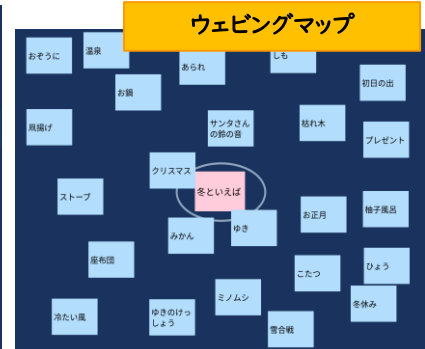 ウェビングマップ
おぞうに
温泉
あられ
しも
お鍋
初日の出
凧揚げ
サンタさん
の鈴の音
枯れ木
プレゼント
クリスマス
ストーブ
冬といえば
みかん
ゆき
お正月
柚子風呂
座布団
こたつ
ひょう
冷たい風
ゆきのけっ
しょう
ミノムシ
雪合戦
冬休み